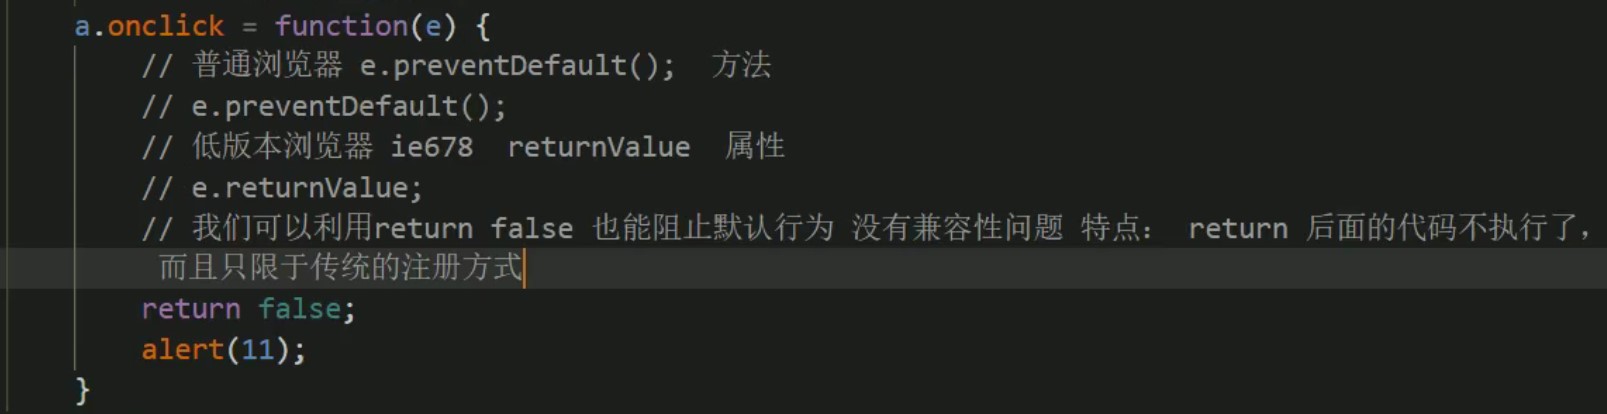 a.onclick = function(e) {
// 普通浏览器 e.preventDefault();  方法
// e.preventDefault();
// 低版本浏览器 ie678  returnValue  属性
// e.returnValue;
// 我们可以利用return false 也能阻止默认行为 没有兼容性问题 特点： return 后面的代码不执行了，
而且只限于传统的注册方式
return false;
alert(11);
}